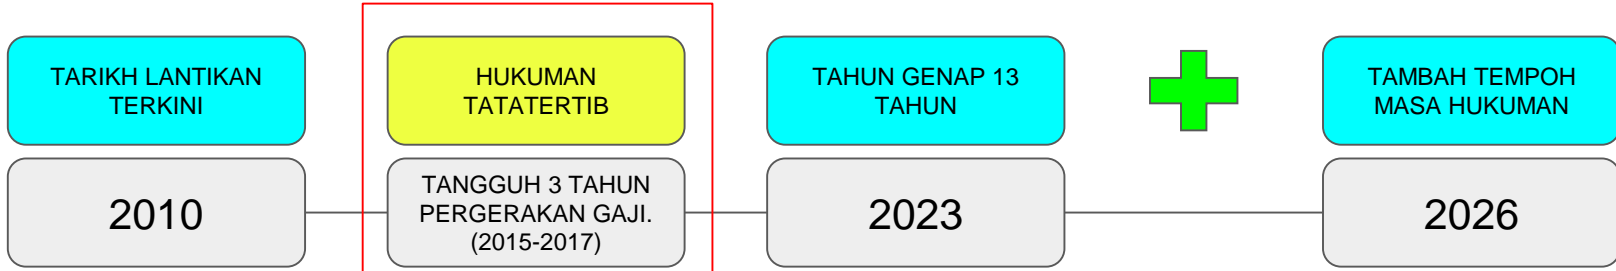 TARIKH LANTIKAN
TERKINI
HUKUMAN
TATATERTIB
TAHUN GENAP 13
TAHUN
TAMBAH TEMPOH
MASA HUKUMAN
2010
TANGGUH 3 TAHUN
PERGERAKAN GAJI.
(2015-2017)
2023
2026